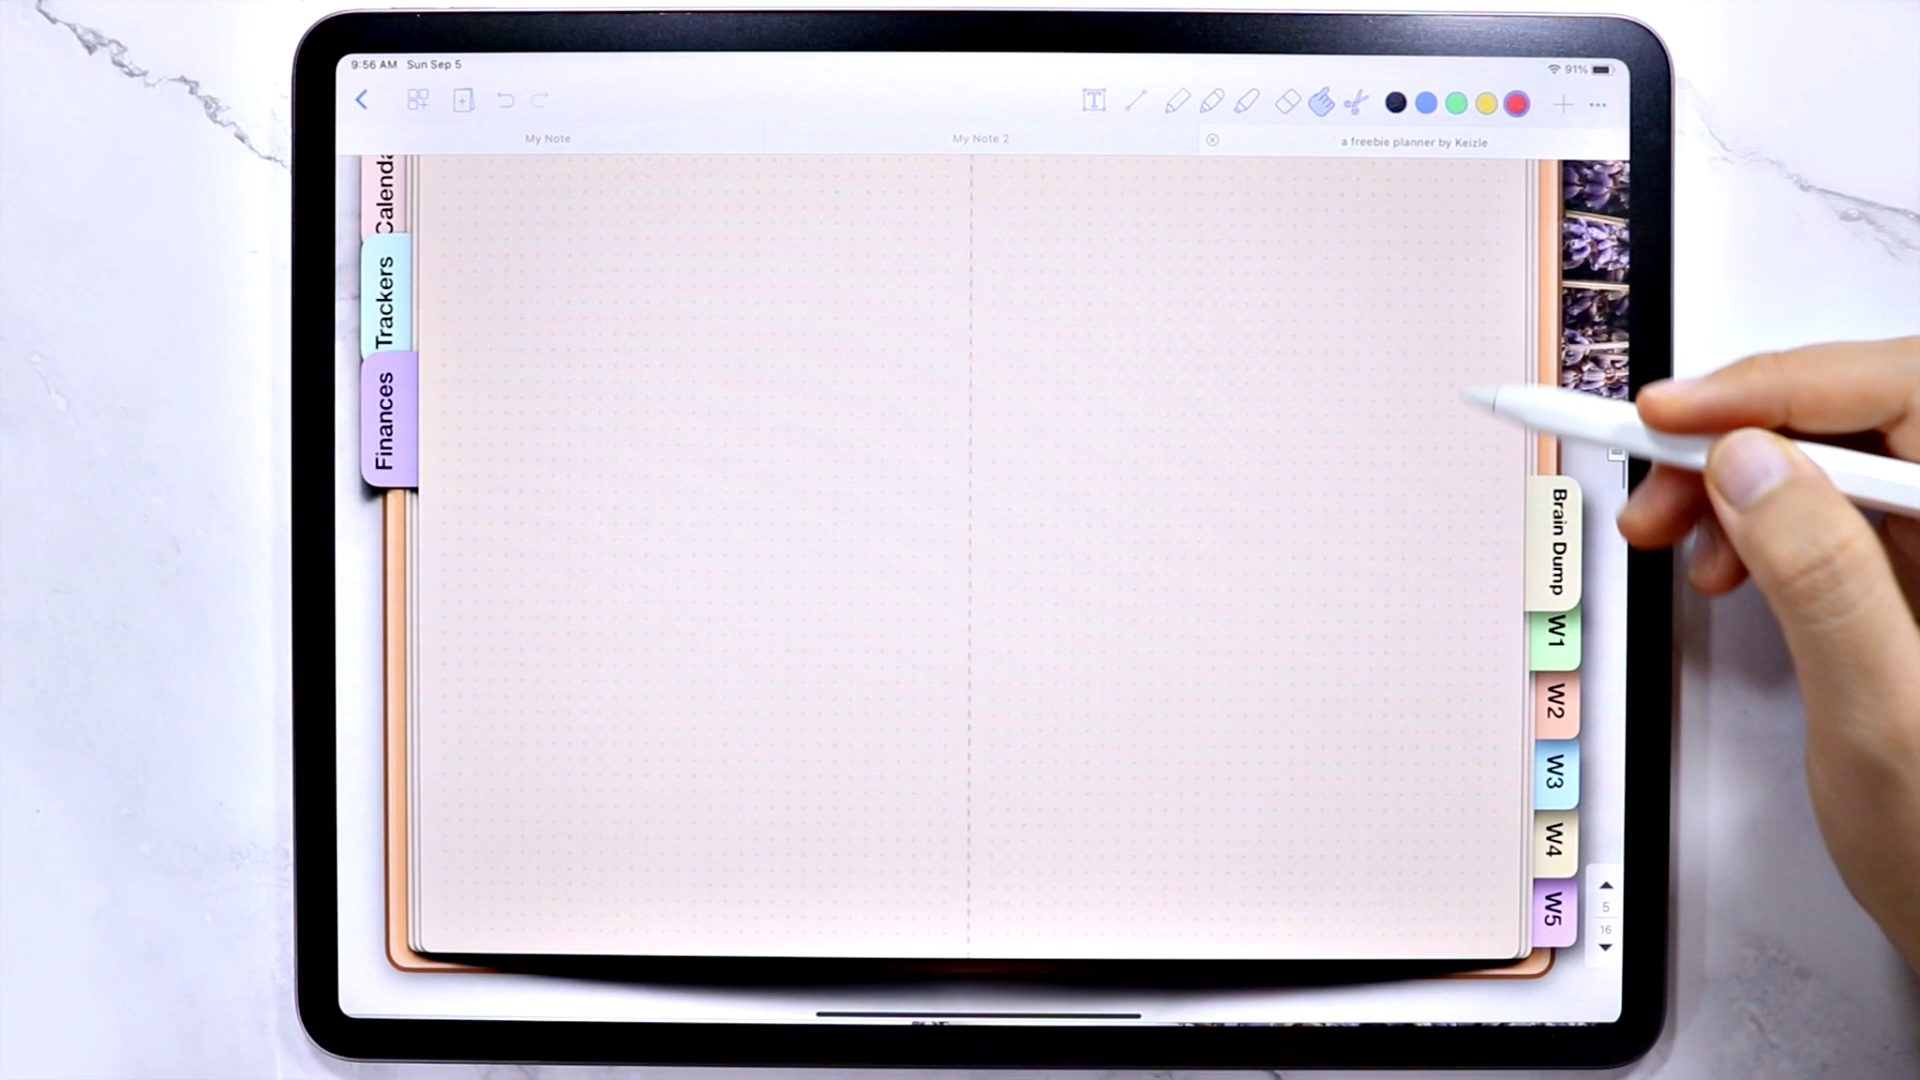 9:56 AM Sun Sep 5
91%
T
My Note
My Note 2
a freebie planner by Keizle
Calenda
Trackers
Finances
Brain Dump
W1
W2
W3
W4
W5
5
16